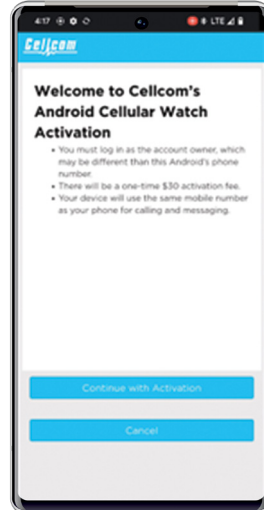 4:17
LTE
Cellcom
Welcome to Cellcom's
Android Cellular Watch
Activation
• You must log in as the account owner, which
may be different than this Android's phone
number.
• There will be a one-time $30 activation fee.
• Your device will use the same mobile number
as your phone for calling and messaging.
Continue with Activation
Cancel